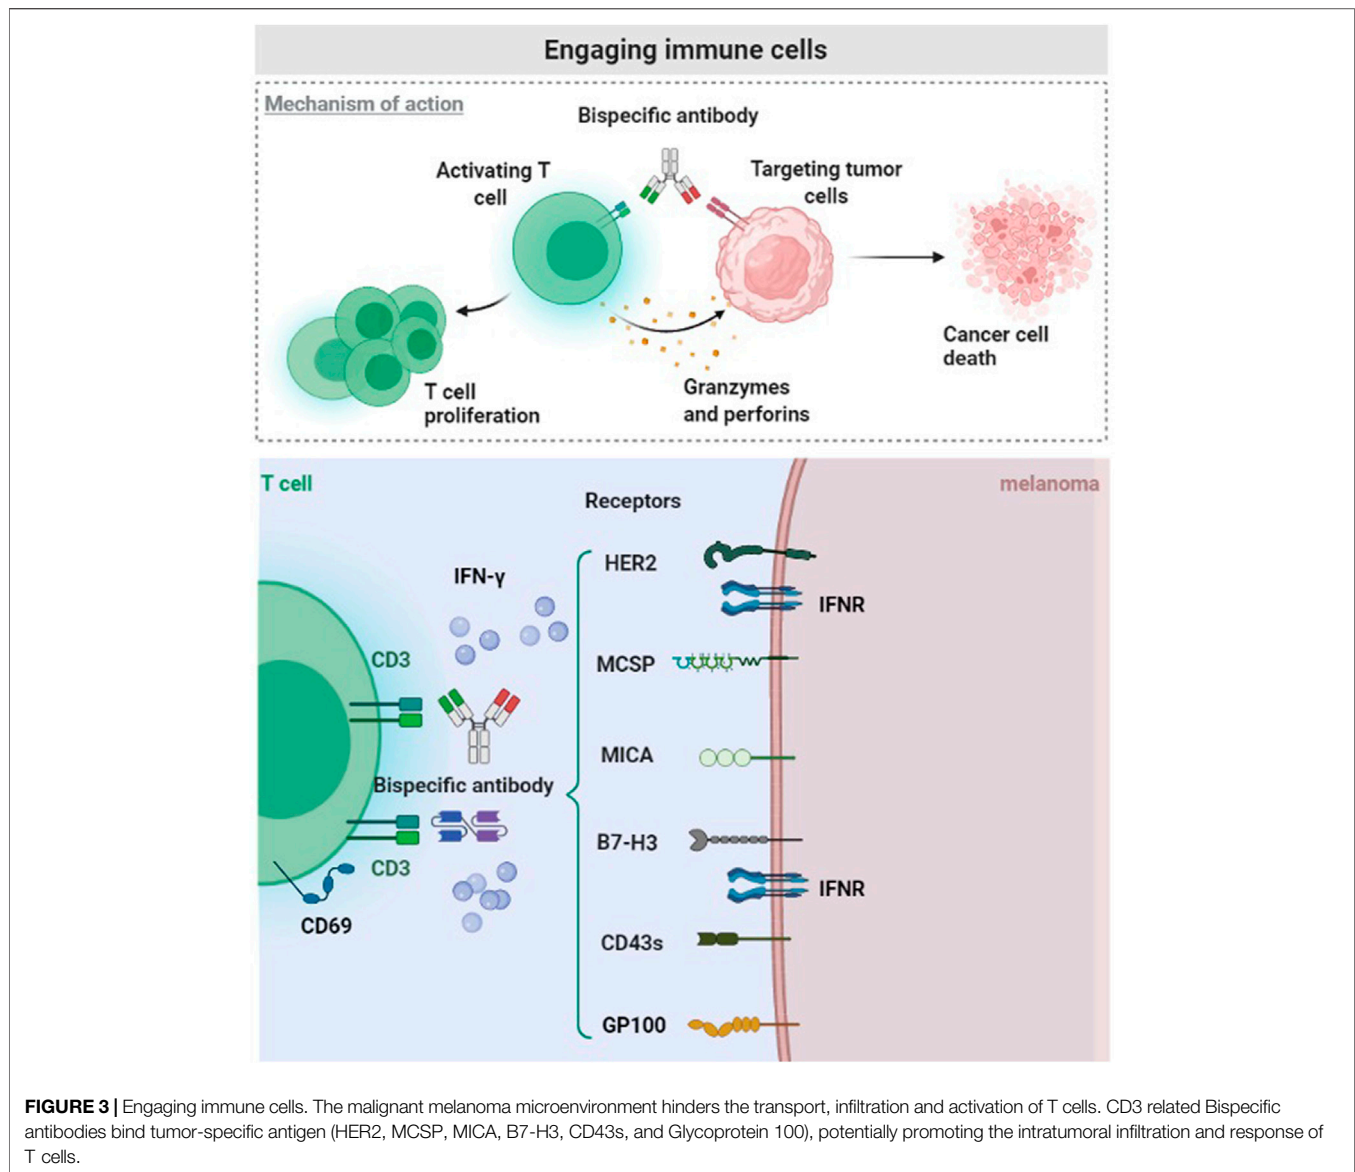 Engaging immune cells
Mechanism of action
Bispecific antibody
Activating T
cell
Targeting tumor
cells
Cancer cell
death
T cell
proliferation
Granzymes
and perforins
T cell
melanoma
Receptors
HER2
IFN-γ
IFNR
CD3
MCSP
MICA
Bispecific antibody
B7-H3
CD3
IFNR
CD69
CD43s
GP100
FIGURE 3 | Engaging immune cells. The malignant melanoma microenvironment hinders the transport, infiltration and activation of T cells. CD3 related Bispecific
antibodies bind tumor-specific antigen (HER2, MCSP, MICA, B7-H3, CD43s, and Glycoprotein 100), potentially promoting the intratumoral infiltration and response of
T cells.